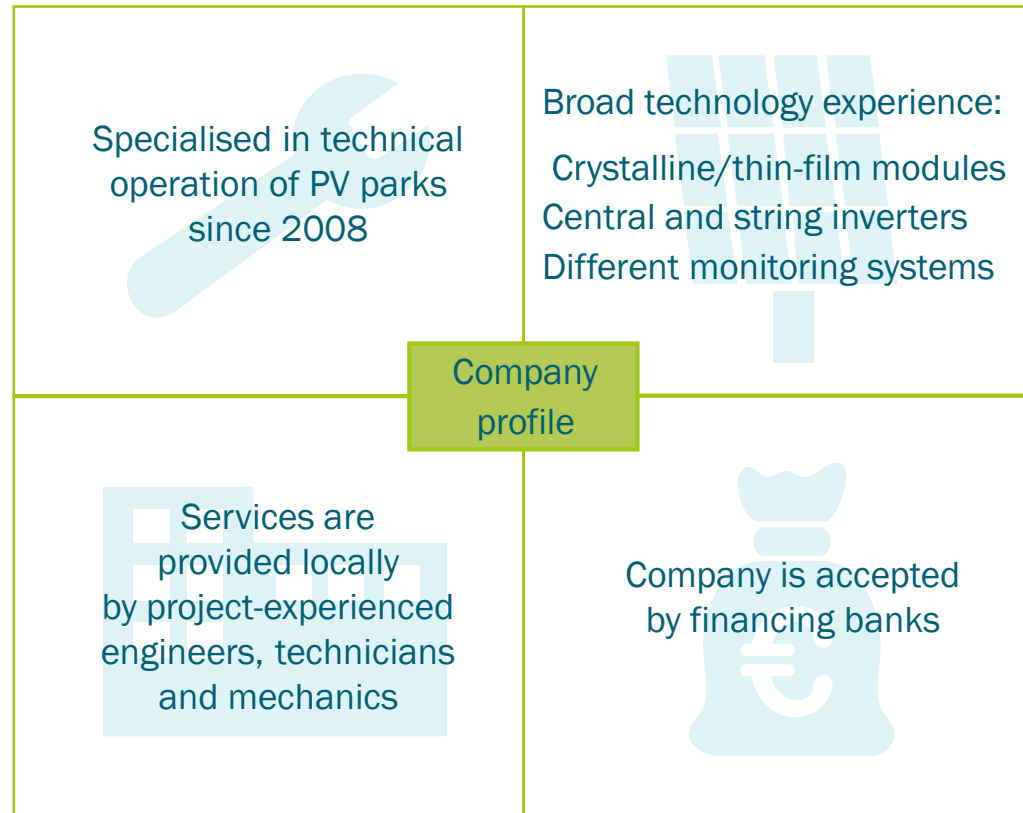 Specialised in technical
operation of PV parks
since 2008
Broad technology experience:
Crystalline/thin-film modules
Central and string inverters
Different monitoring systems
Company
profile
Services are
provided locally
by project-experienced
engineers, technicians
and mechanics
Company is accepted
by financing banks
€